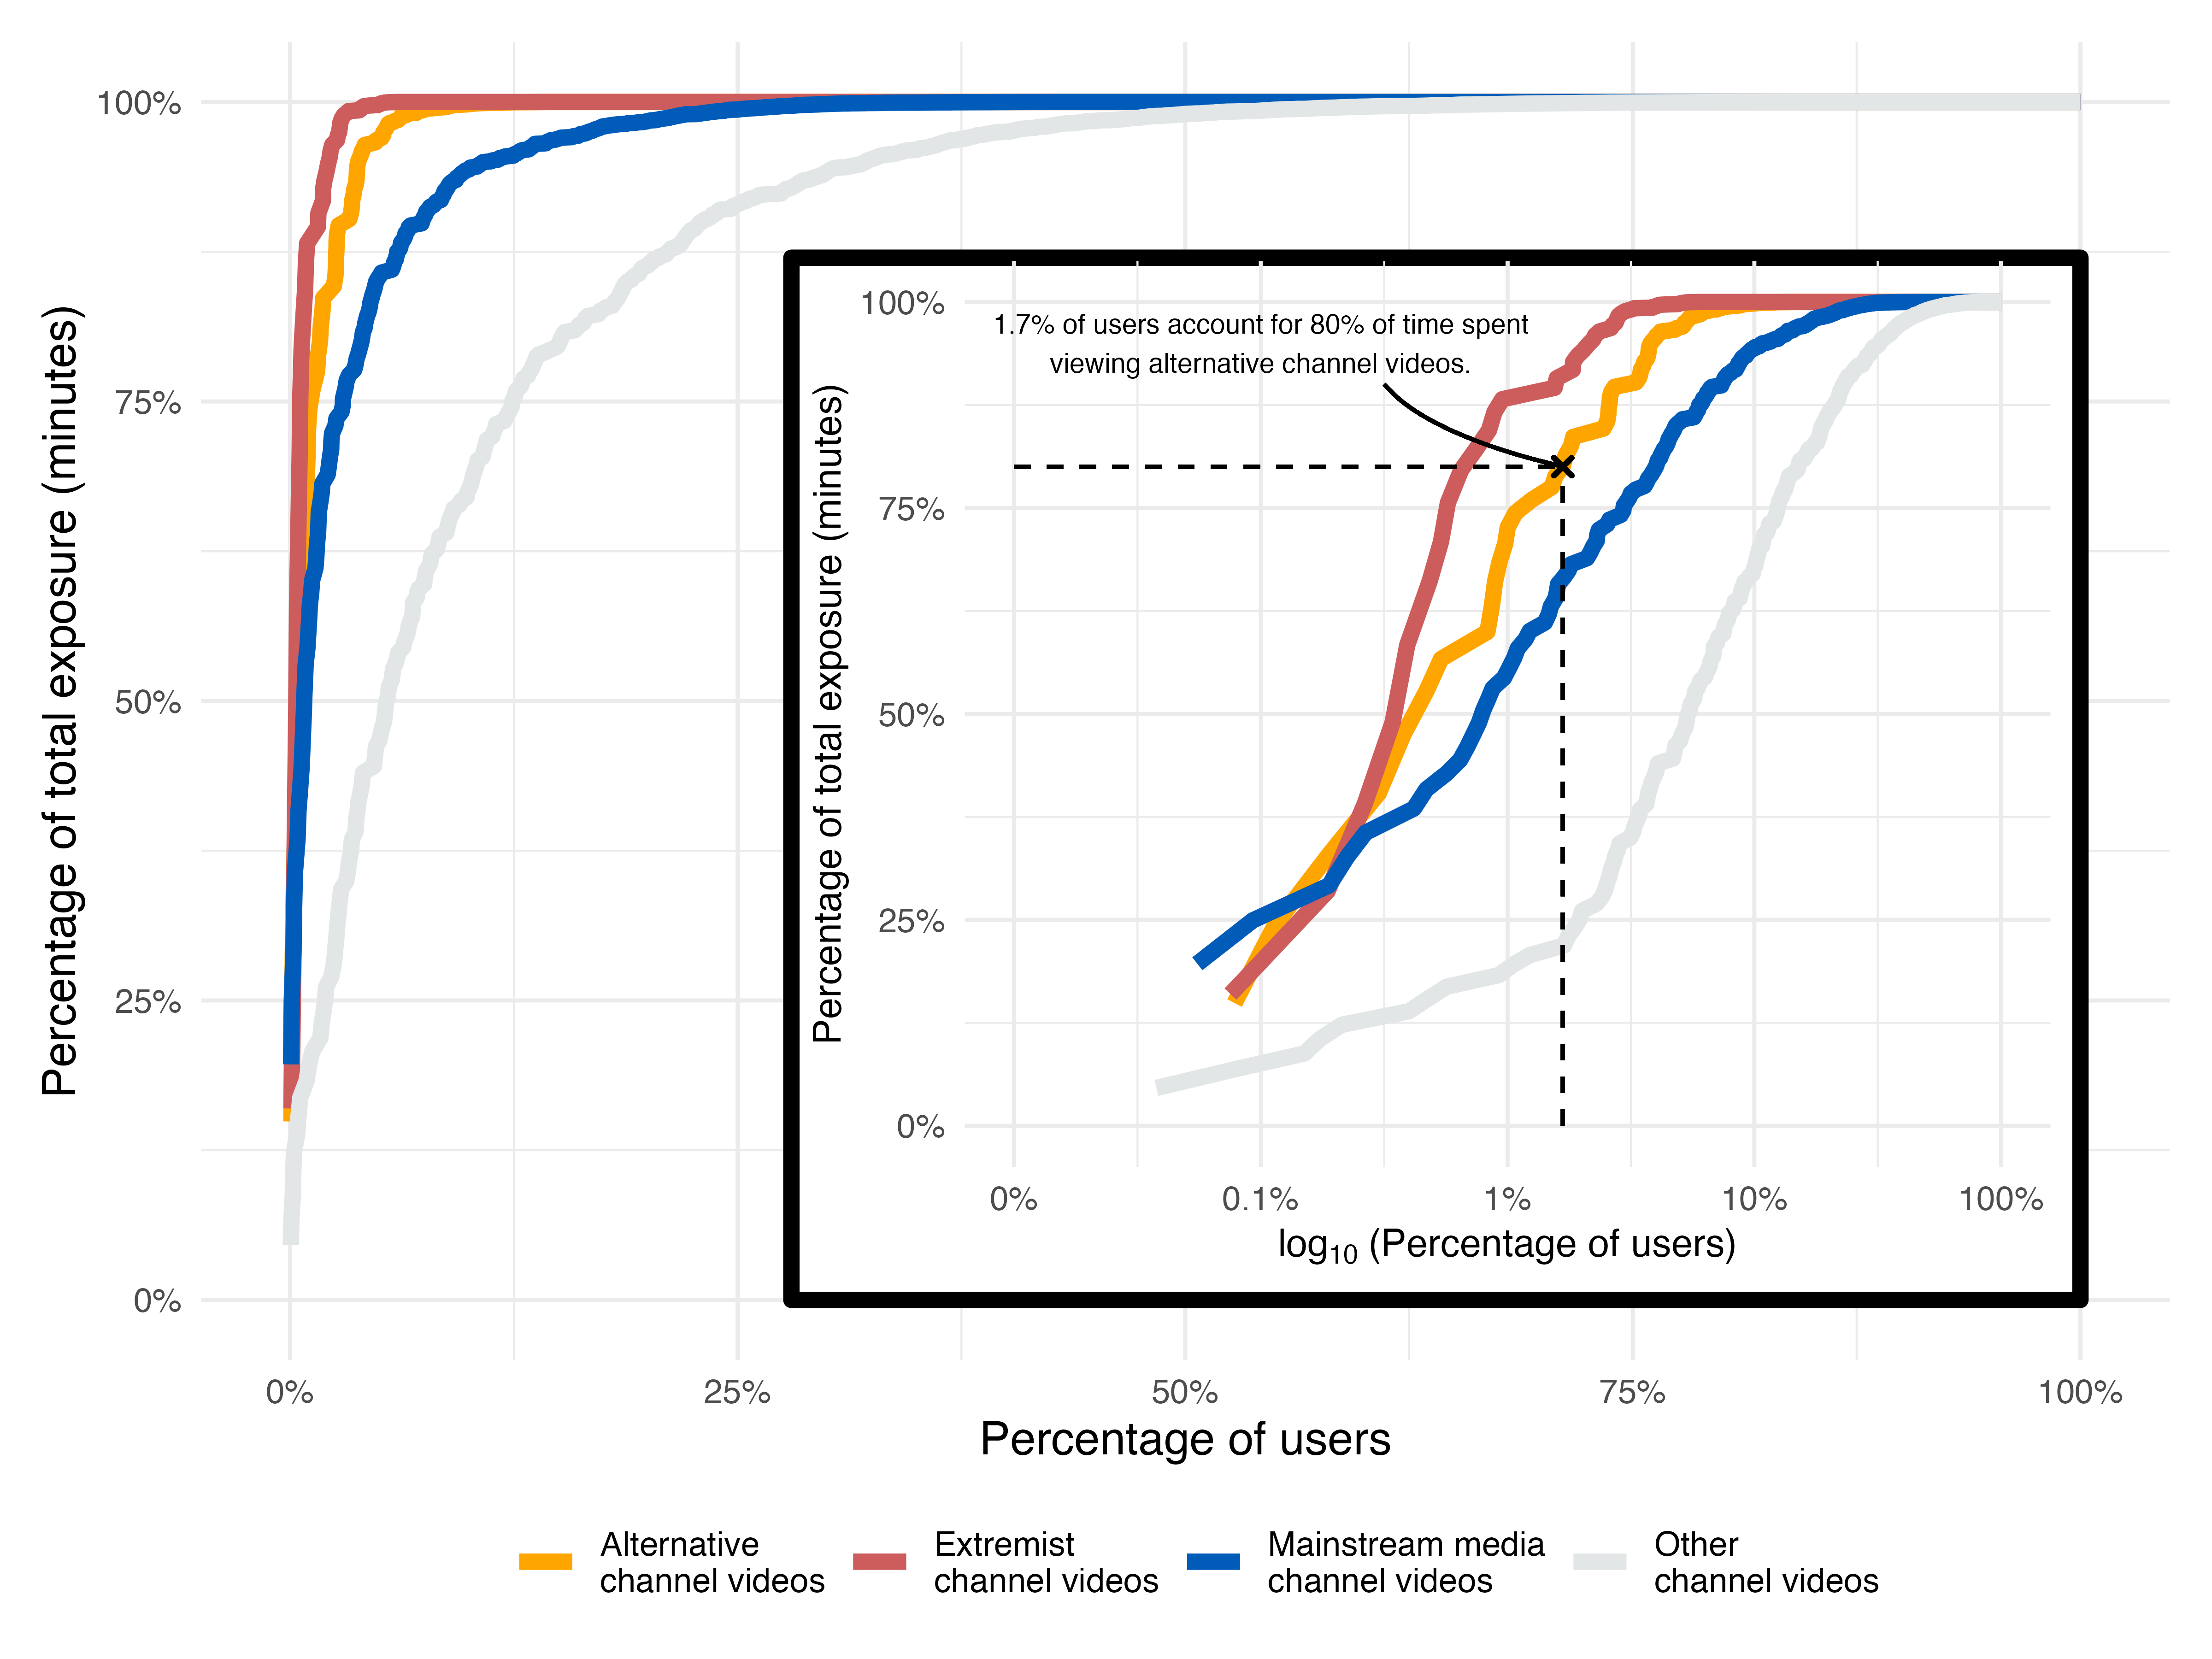 100%
75%
50%
25%
0%
Percentage of total exposure (minutes)
0%
25%
50%
75%
100%
Percentage of users
100%
75%
50%
25%
0%
Percentage of total exposure (minutes)
1.7% of users account for 80% of time spent
viewing alternative channel videos.
0%
0.1%
1%
10%
100%
log₁₀ (Percentage of users)
Alternative
channel videos
Extremist
channel videos
Mainstream media
channel videos
Other
channel videos